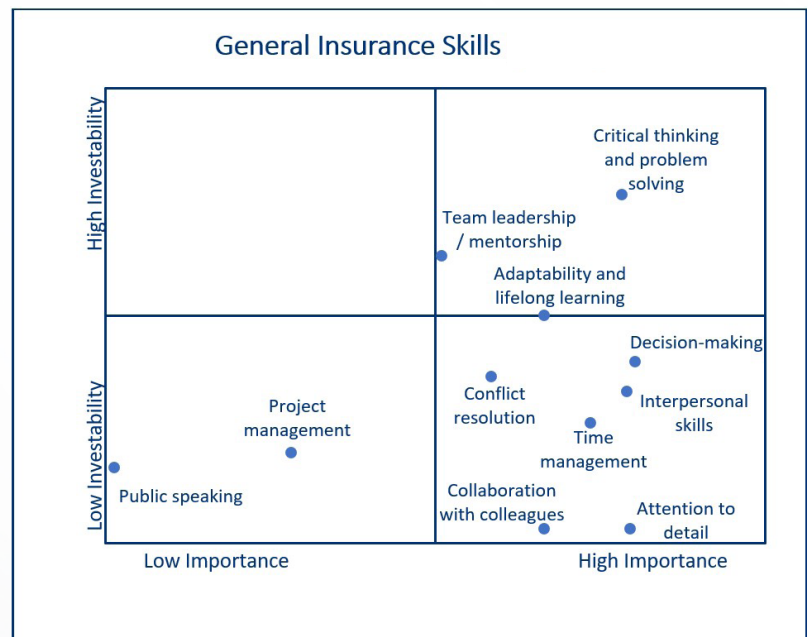 General Insurance Skills
High Investability
Critical thinking
and problem
solving
Team leadership
/ mentorship
Adaptability and
lifelong learning
Low Investability
Decision-making
Conflict
resolution
Interpersonal
skills
Project
management
Time
management
Public speaking
Collaboration
with colleagues
Attention to
detail
Low Importance
High Importance